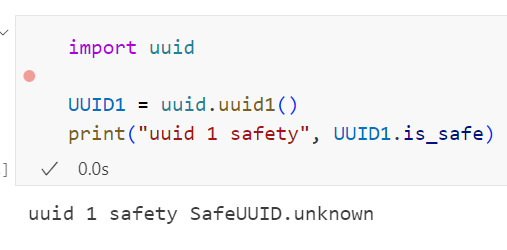 import uuid
UUID1 = uuid.uuid1()
print("uuid 1 safety", UUID1.is_safe)
] ✓ 0.0s
uuid 1 safety SafeUUID.unknown